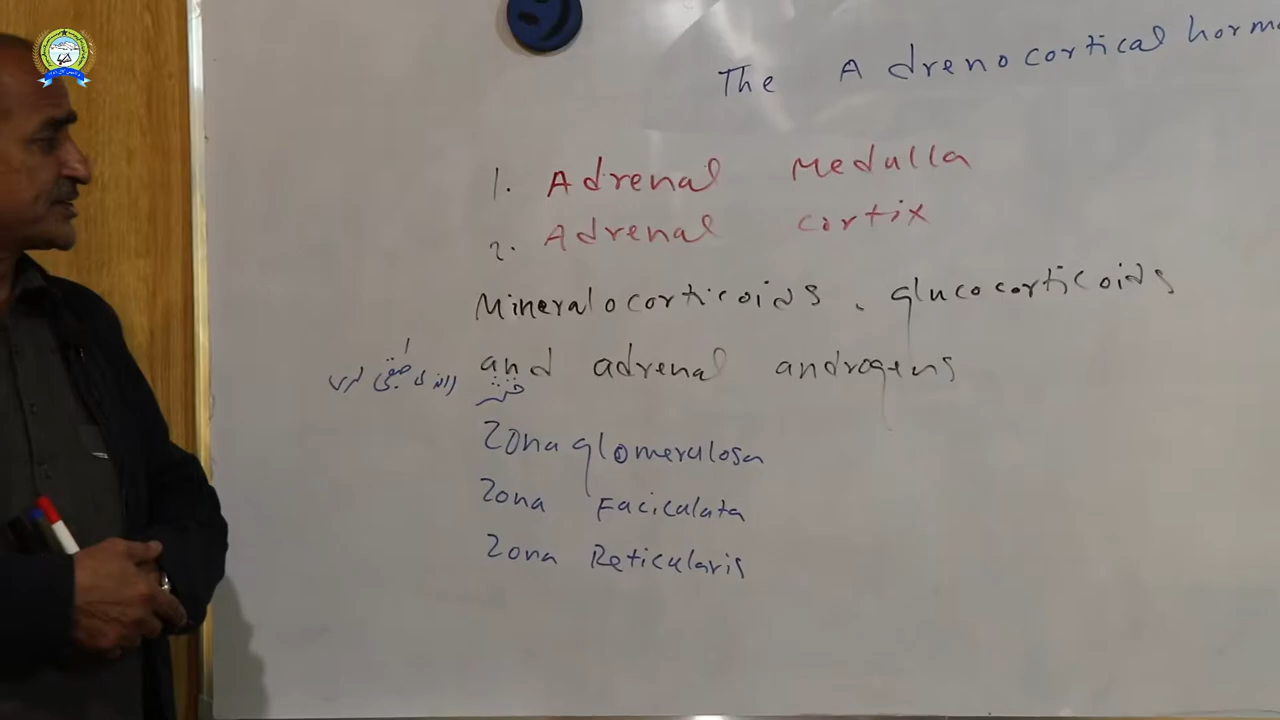 The Adrenocortical horm
1. Adrenal Medulla
2. Adrenal cortix
Mineralocorticoids, glucocorticoids
and adrenal androgens
Zona glomerulosa
Zona Faciculata
Zona Reticularis